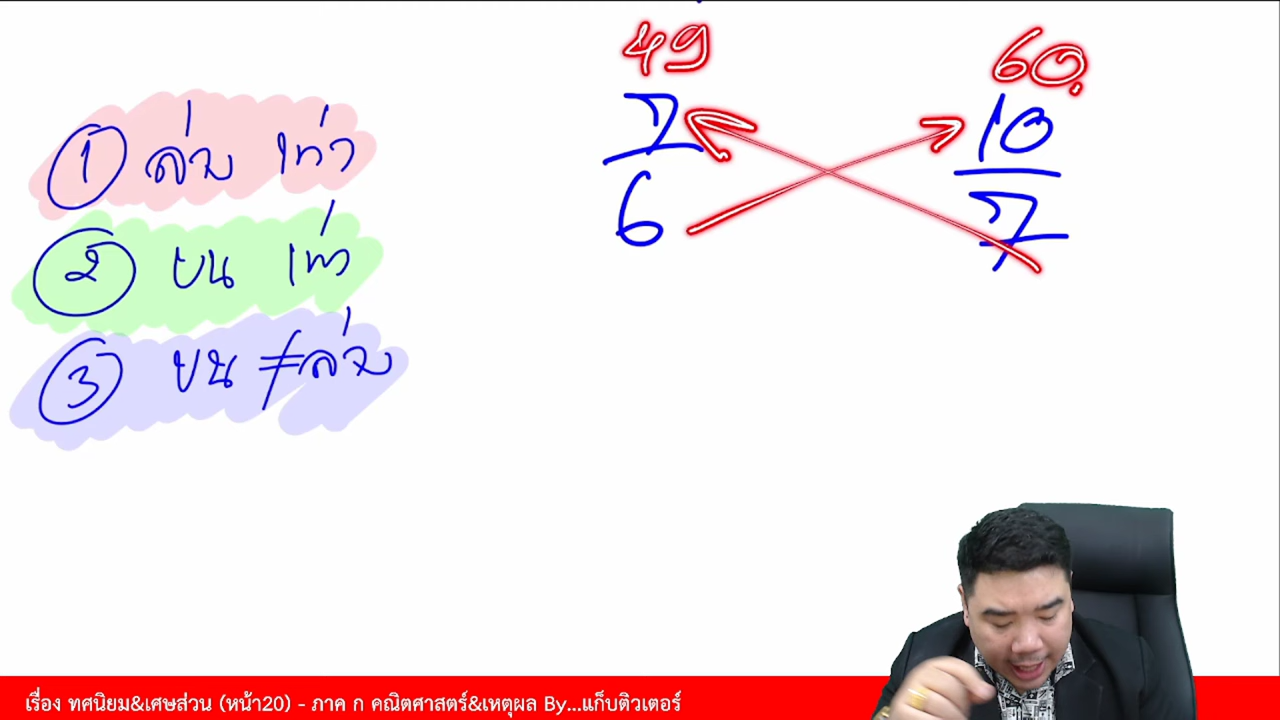 49 60
7 10
6 7
① ล่าง เท่า
② บน เท่า
③ บน ≠ ล่าง
เรื่อง ทศนิยม&เศษส่วน (หน้า20) - ภาค ก คณิตศาสตร์&เหตุผล By...แก็บติวเตอร์